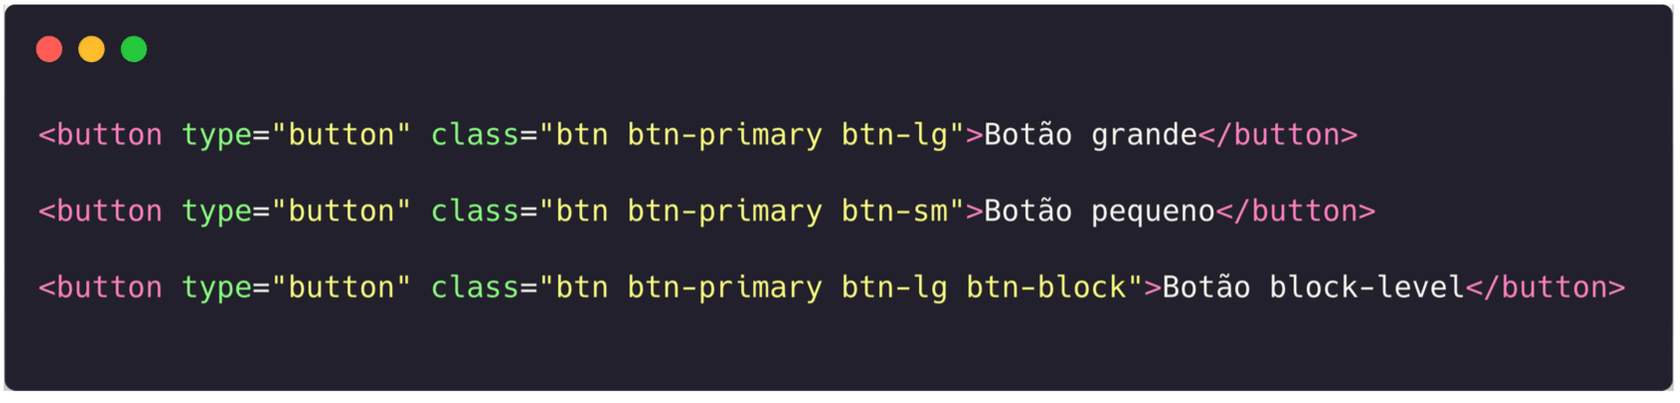 <button type="button" class="btn btn-primary btn-lg">Botão grande</button>
<button type="button" class="btn btn-primary btn-sm">Botão pequeno</button>
<button type="button" class="btn btn-primary btn-lg btn-block">Botão block-level</button>